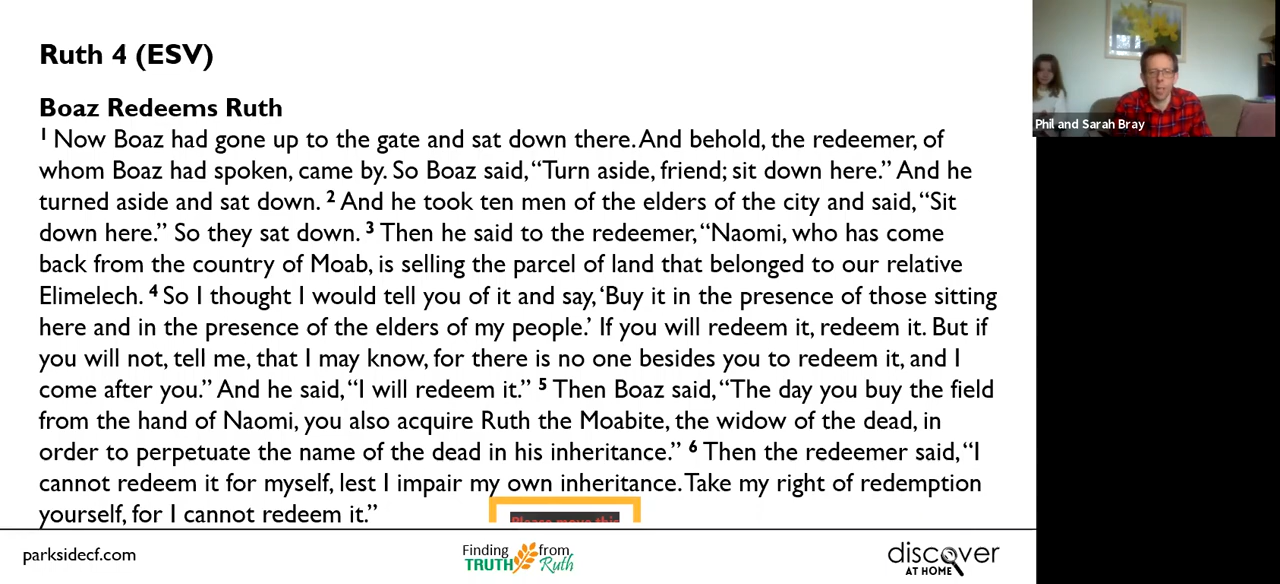 Ruth 4 (ESV)
Boaz Redeems Ruth
1 Now Boaz had gone up to the gate and sat down there. And behold, the redeemer, of
whom Boaz had spoken, came by. So Boaz said, “Turn aside, friend; sit down here.” And he
turned aside and sat down. 2 And he took ten men of the elders of the city and said, “Sit
down here.” So they sat down. 3 Then he said to the redeemer, “Naomi, who has come
back from the country of Moab, is selling the parcel of land that belonged to our relative
Elimelech. 4 So I thought I would tell you of it and say, ‘Buy it in the presence of those sitting
here and in the presence of the elders of my people.’ If you will redeem it, redeem it. But if
you will not, tell me, that I may know, for there is no one besides you to redeem it, and I
come after you.” And he said, “I will redeem it.” 5 Then Boaz said, “The day you buy the field
from the hand of Naomi, you also acquire Ruth the Moabite, the widow of the dead, in
order to perpetuate the name of the dead in his inheritance.” 6 Then the redeemer said, “I
cannot redeem it for myself, lest I impair my own inheritance. Take my right of redemption
yourself, for I cannot redeem it.”
Please move this
parksidecf.com
Finding from
TRUTH Ruth
discover
AT HOME
Phil and Sarah Bray